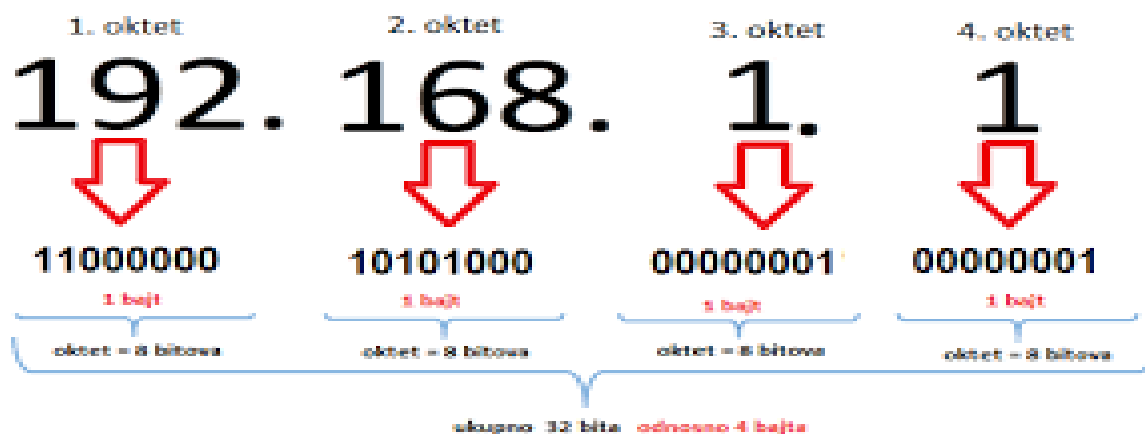 1. oktet 2. oktet 3. oktet 4. oktet
192. 168. 1. 1
11000000 10101000 00000001 00000001
1 bajt 1 bajt 1 bajt 1 bajt
oktet = 8 bitova oktet = 8 bitova oktet = 8 bitova oktet = 8 bitova
ukupno 32 bita odnosno 4 bajta